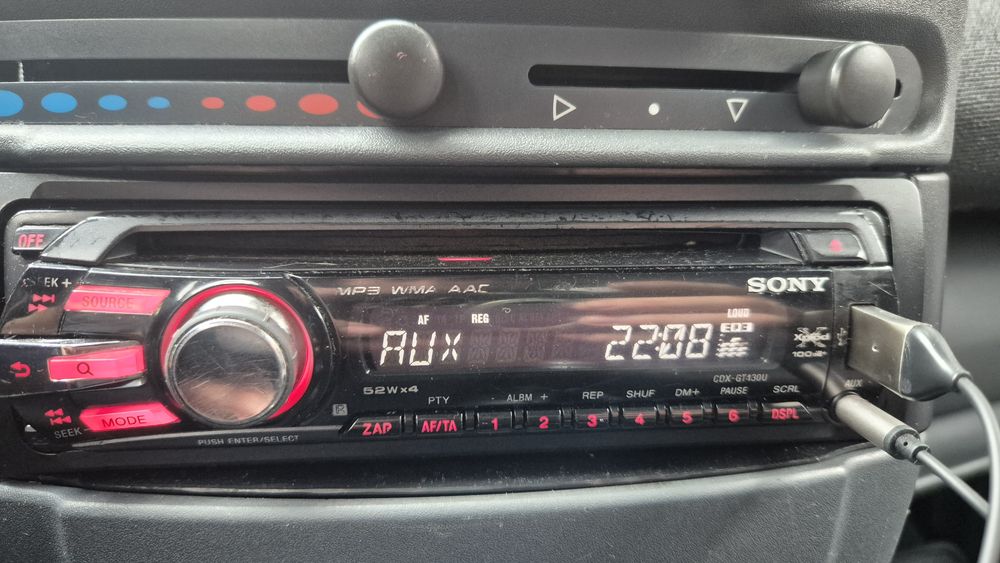 OFF
SEEK +
SOURCE
MP3 WMA AAC
SONY
AF REG LOUD
EQ3
AUX 22:08
MODE
SEEK
52W×4
CDX-GT430U
AUX
PTY ALBM + REP SHUF DM+ PAUSE SCRL
ZAP AF/TA 1 2 3 4 5 6 DSPL
PUSH ENTER/SELECT